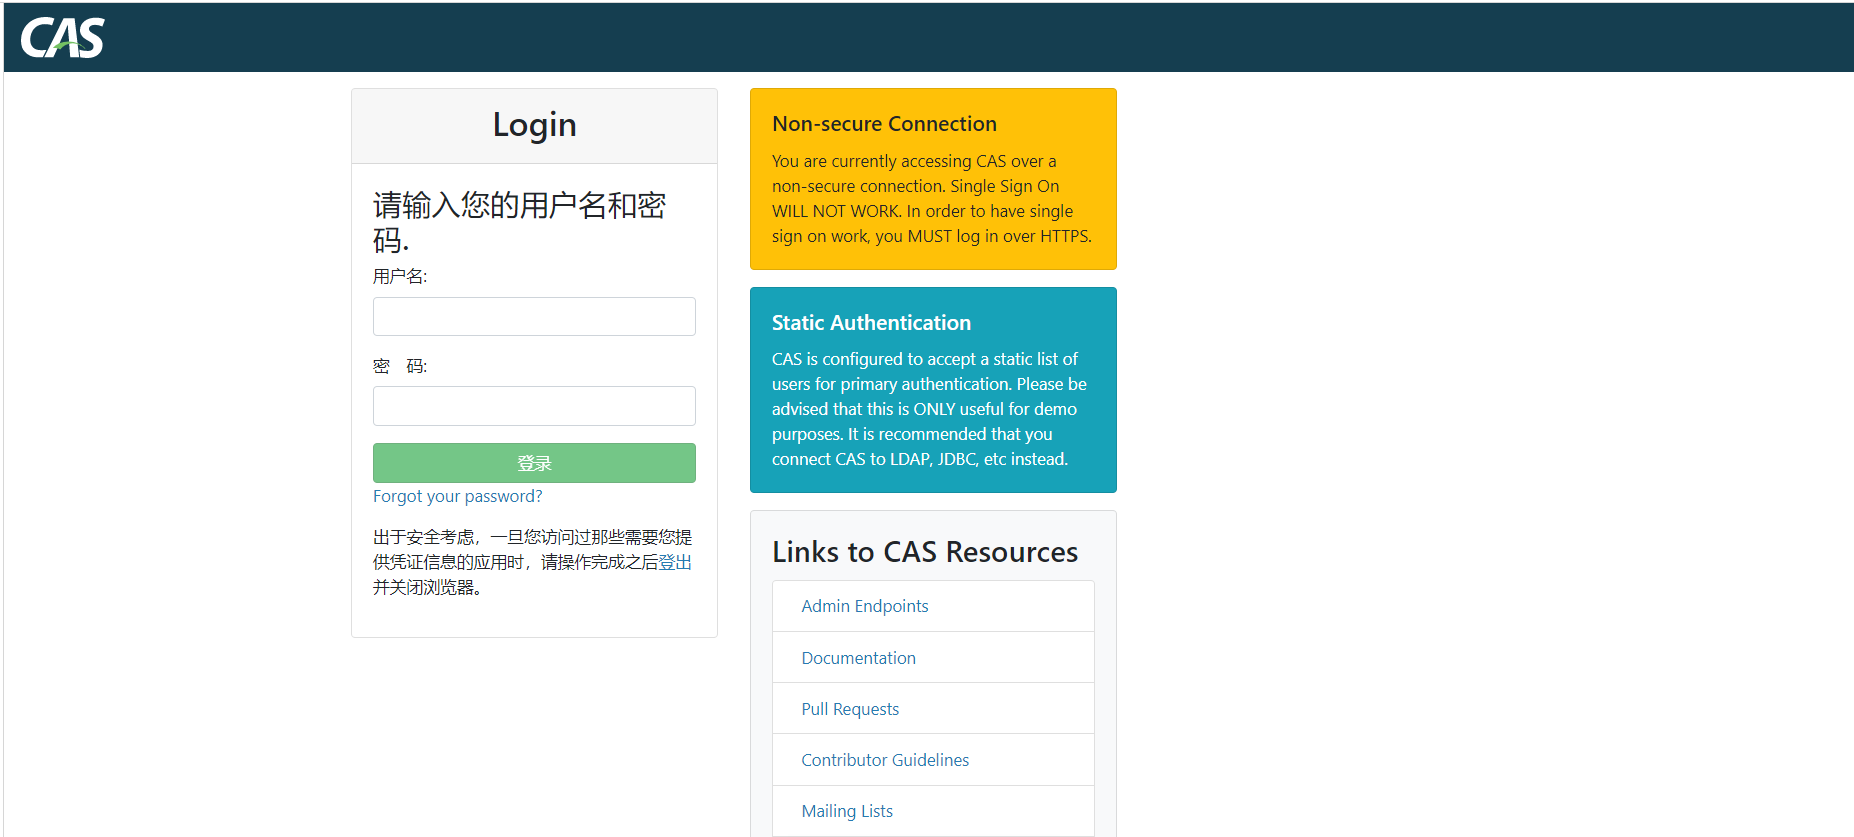 CAS
Login
请输入您的用户名和密
码.
用户名:
密　码:
登录
Forgot your password?
出于安全考虑，一旦您访问过那些需要您提
供凭证信息的应用时，请操作完成之后登出
并关闭浏览器。
Non-secure Connection
You are currently accessing CAS over a
non-secure connection. Single Sign On
WILL NOT WORK. In order to have single
sign on work, you MUST log in over HTTPS.
Static Authentication
CAS is configured to accept a static list of
users for primary authentication. Please be
advised that this is ONLY useful for demo
purposes. It is recommended that you
connect CAS to LDAP, JDBC, etc instead.
Links to CAS Resources
Admin Endpoints
Documentation
Pull Requests
Contributor Guidelines
Mailing Lists